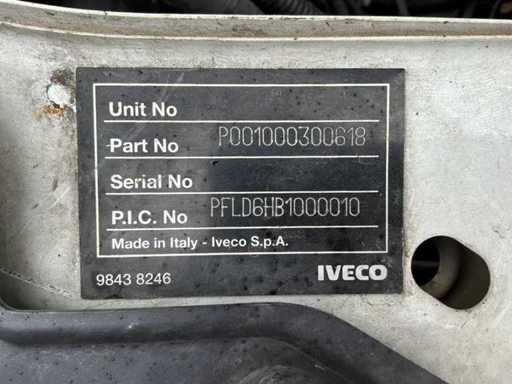 Unit No
Part No P001000300618
Serial No
P.I.C. No PFLD6HB1000010
Made in Italy - Iveco S.p.A.
9843 8246 IVECO